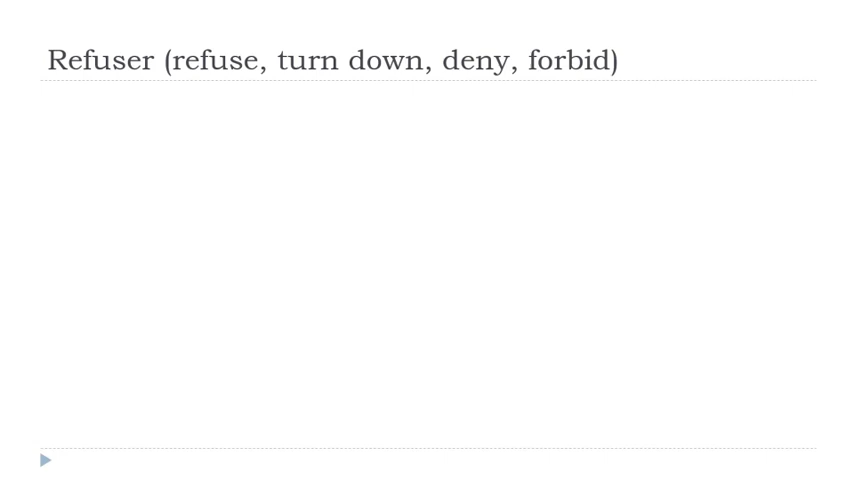 Refuser (refuse, turn down, deny, forbid)